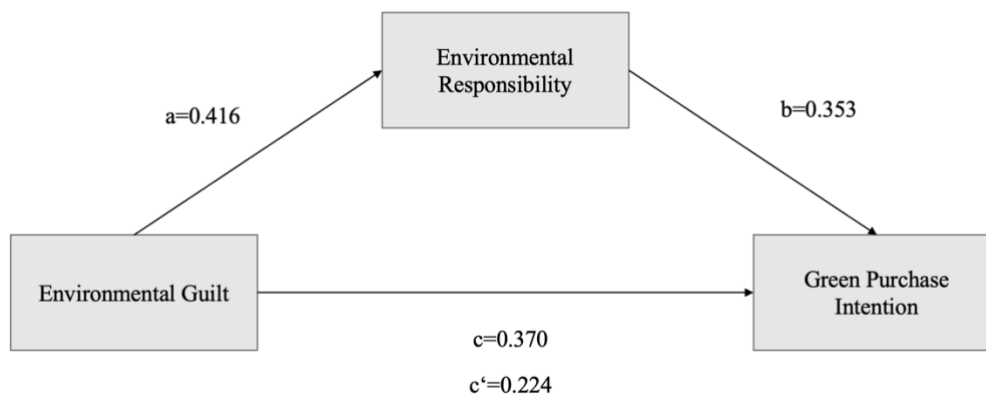 Environmental
Responsibility
a=0.416
b=0.353
Environmental Guilt
Green Purchase
Intention
c=0.370
c‘=0.224